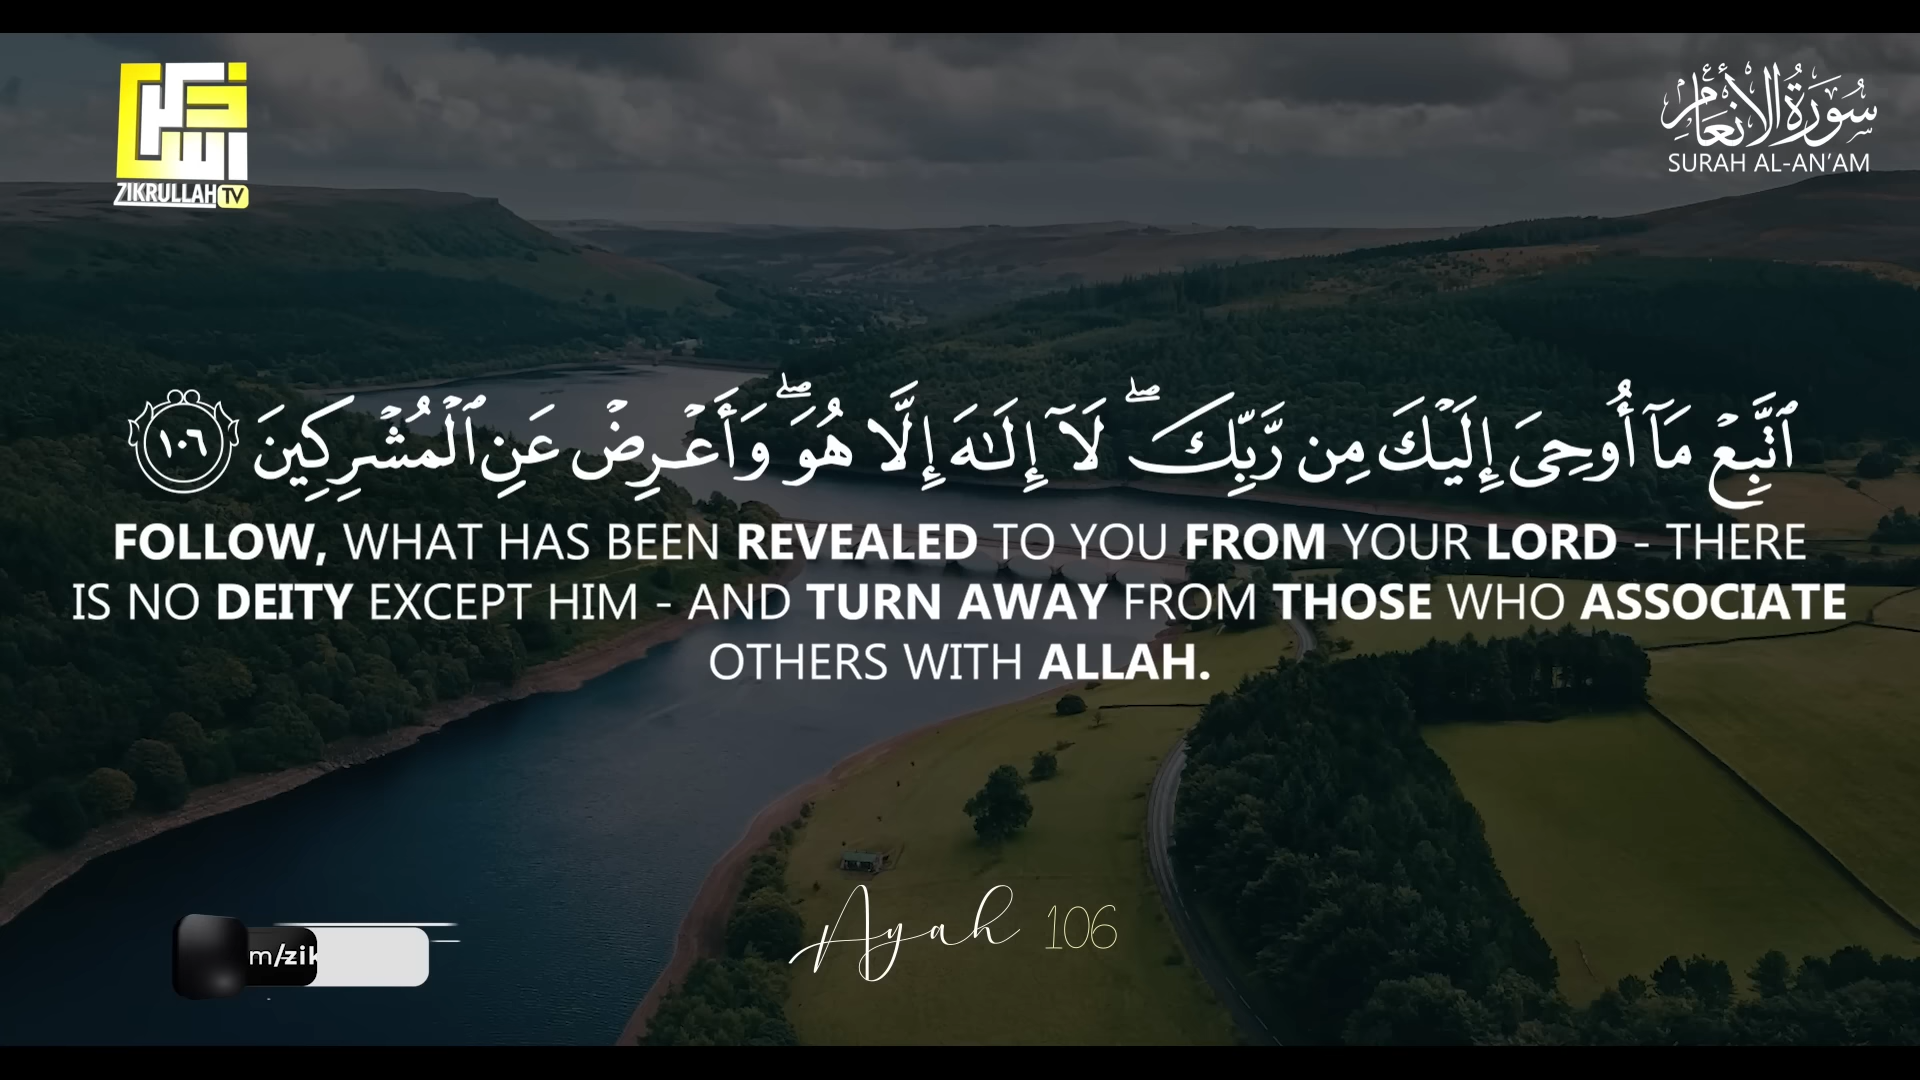 ZIKRULLAH TV
سُورَةُ الْأَنْعَامِ
SURAH AL-AN'AM
ٱتَّبِعۡ مَآ أُوحِىَ إِلَيۡكَ مِن رَّبِّكَۖ لَآ إِلَٰهَ إِلَّا هُوَۖ وَأَعۡرِضۡ عَنِ ٱلۡمُشۡرِكِينَ ١٠٦
FOLLOW, WHAT HAS BEEN REVEALED TO YOU FROM YOUR LORD - THERE
IS NO DEITY EXCEPT HIM - AND TURN AWAY FROM THOSE WHO ASSOCIATE
OTHERS WITH ALLAH.
Ayah 106
m/zik